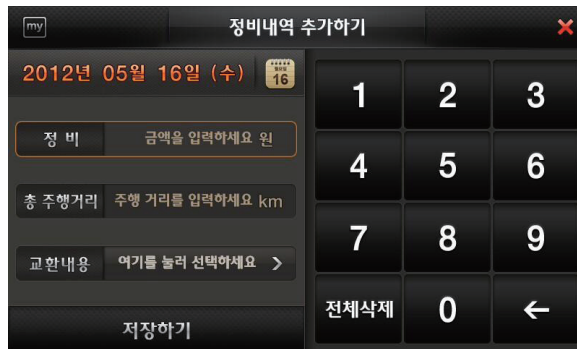 my
정비내역 추가하기
2012년 05월 16일 (수)
16
정 비 금액을 입력하세요 원
총 주행거리 주행 거리를 입력하세요 km
교환내용 여기를 눌러 선택하세요
저장하기
1 2 3
4 5 6
7 8 9
전체삭제 0